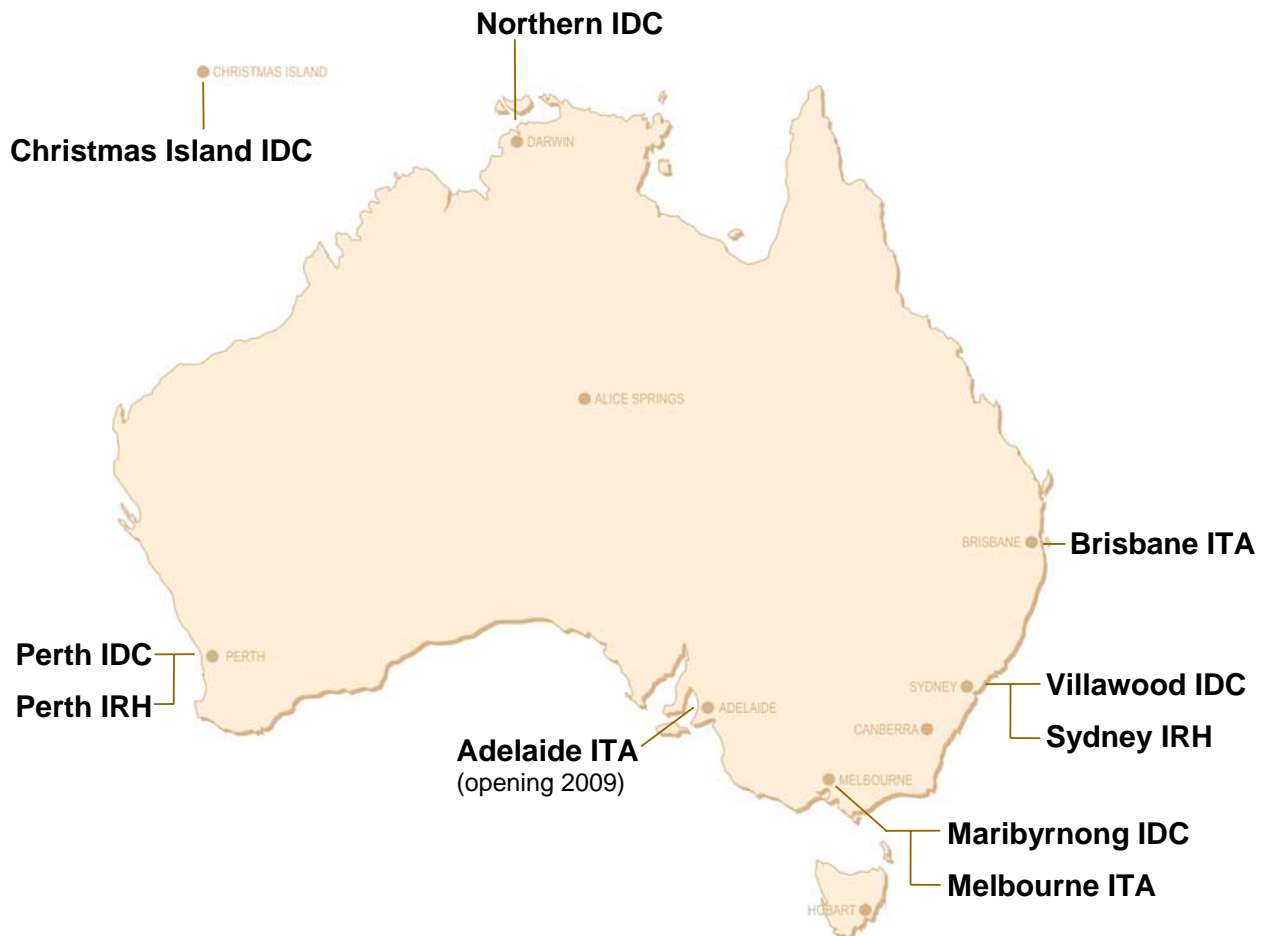 Northern IDC
CHRISTMAS ISLAND
Christmas Island IDC
DARWIN
ALICE SPRINGS
BRISBANE
Brisbane ITA
Perth IDC
PERTH
Perth IRH
SYDNEY
Villawood IDC
ADELAIDE
CANBERRA
Sydney IRH
Adelaide ITA
(opening 2009)
MELBOURNE
Maribyrnong IDC
Melbourne ITA
HOBART